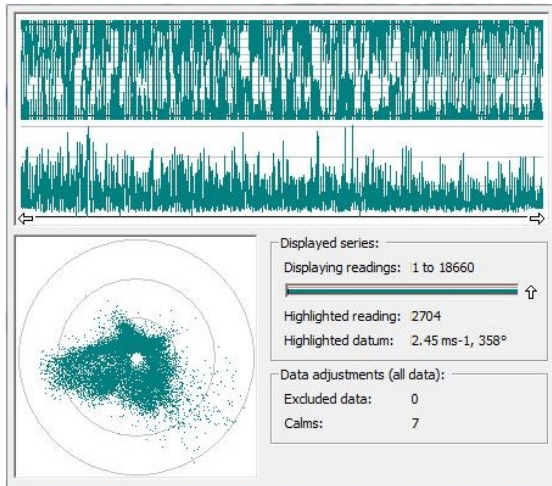 Displayed series:
Displaying readings: 1 to 18660
Highlighted reading: 2704
Highlighted datum: 2.45 ms-1, 358°
Data adjustments (all data):
Excluded data: 0
Calms: 7